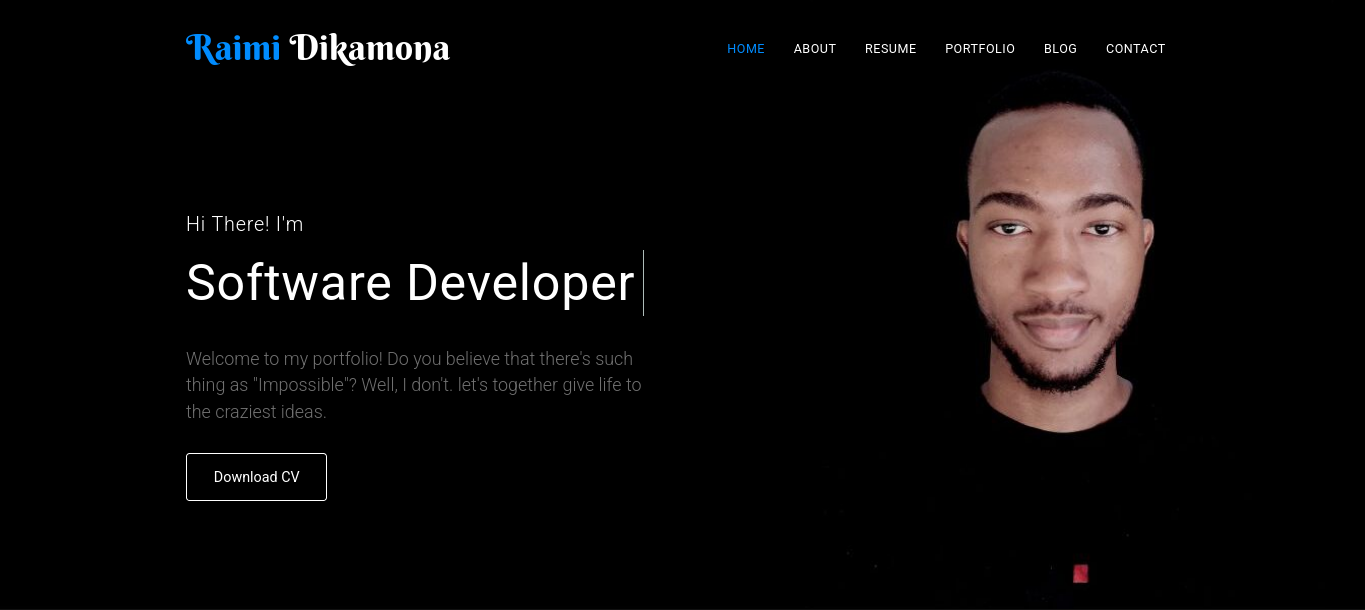 Raimi Dikamona
HOME ABOUT RESUME PORTFOLIO BLOG CONTACT
Hi There! I'm
Software Developer
Welcome to my portfolio! Do you believe that there's such
thing as "Impossible"? Well, I don't. let's together give life to
the craziest ideas.
Download CV